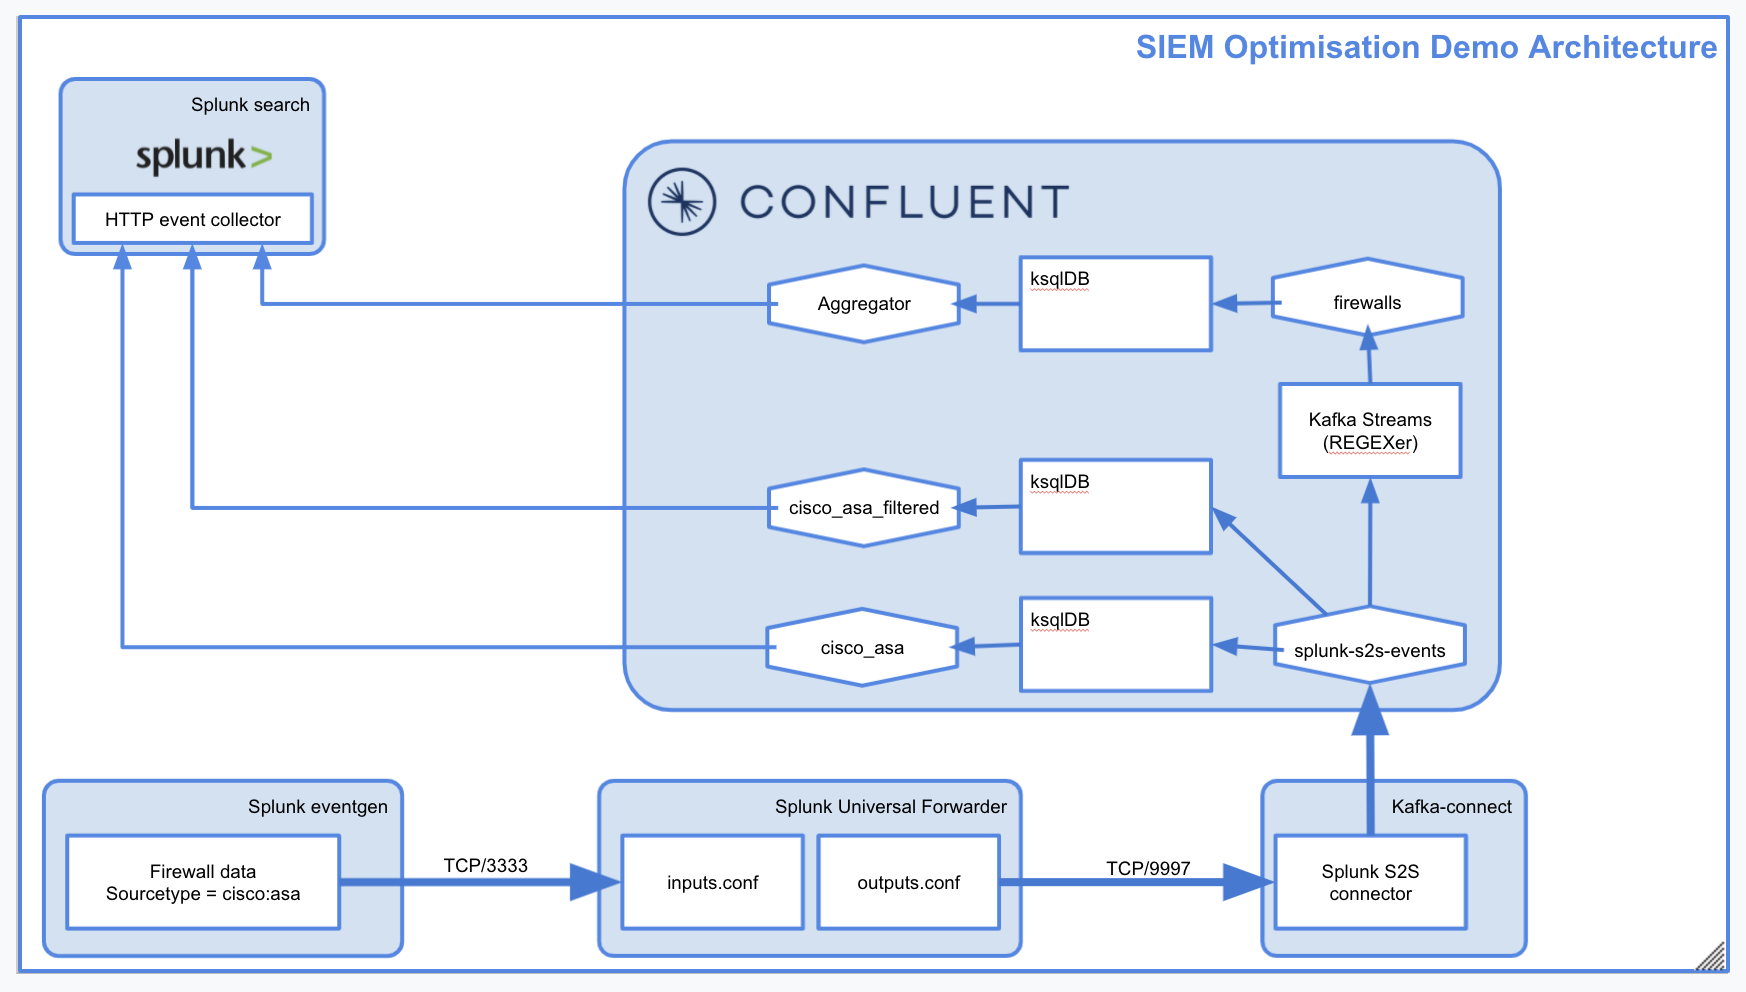 SIEM Optimisation Demo Architecture
Splunk search
splunk>
HTTP event collector
CONFLUENT
Aggregator
ksqlDB
firewalls
Kafka Streams
(REGEXer)
cisco_asa_filtered
ksqlDB
cisco_asa
ksqlDB
splunk-s2s-events
Splunk eventgen
Firewall data
Sourcetype = cisco:asa
TCP/3333
Splunk Universal Forwarder
inputs.conf
outputs.conf
TCP/9997
Kafka-connect
Splunk S2S
connector